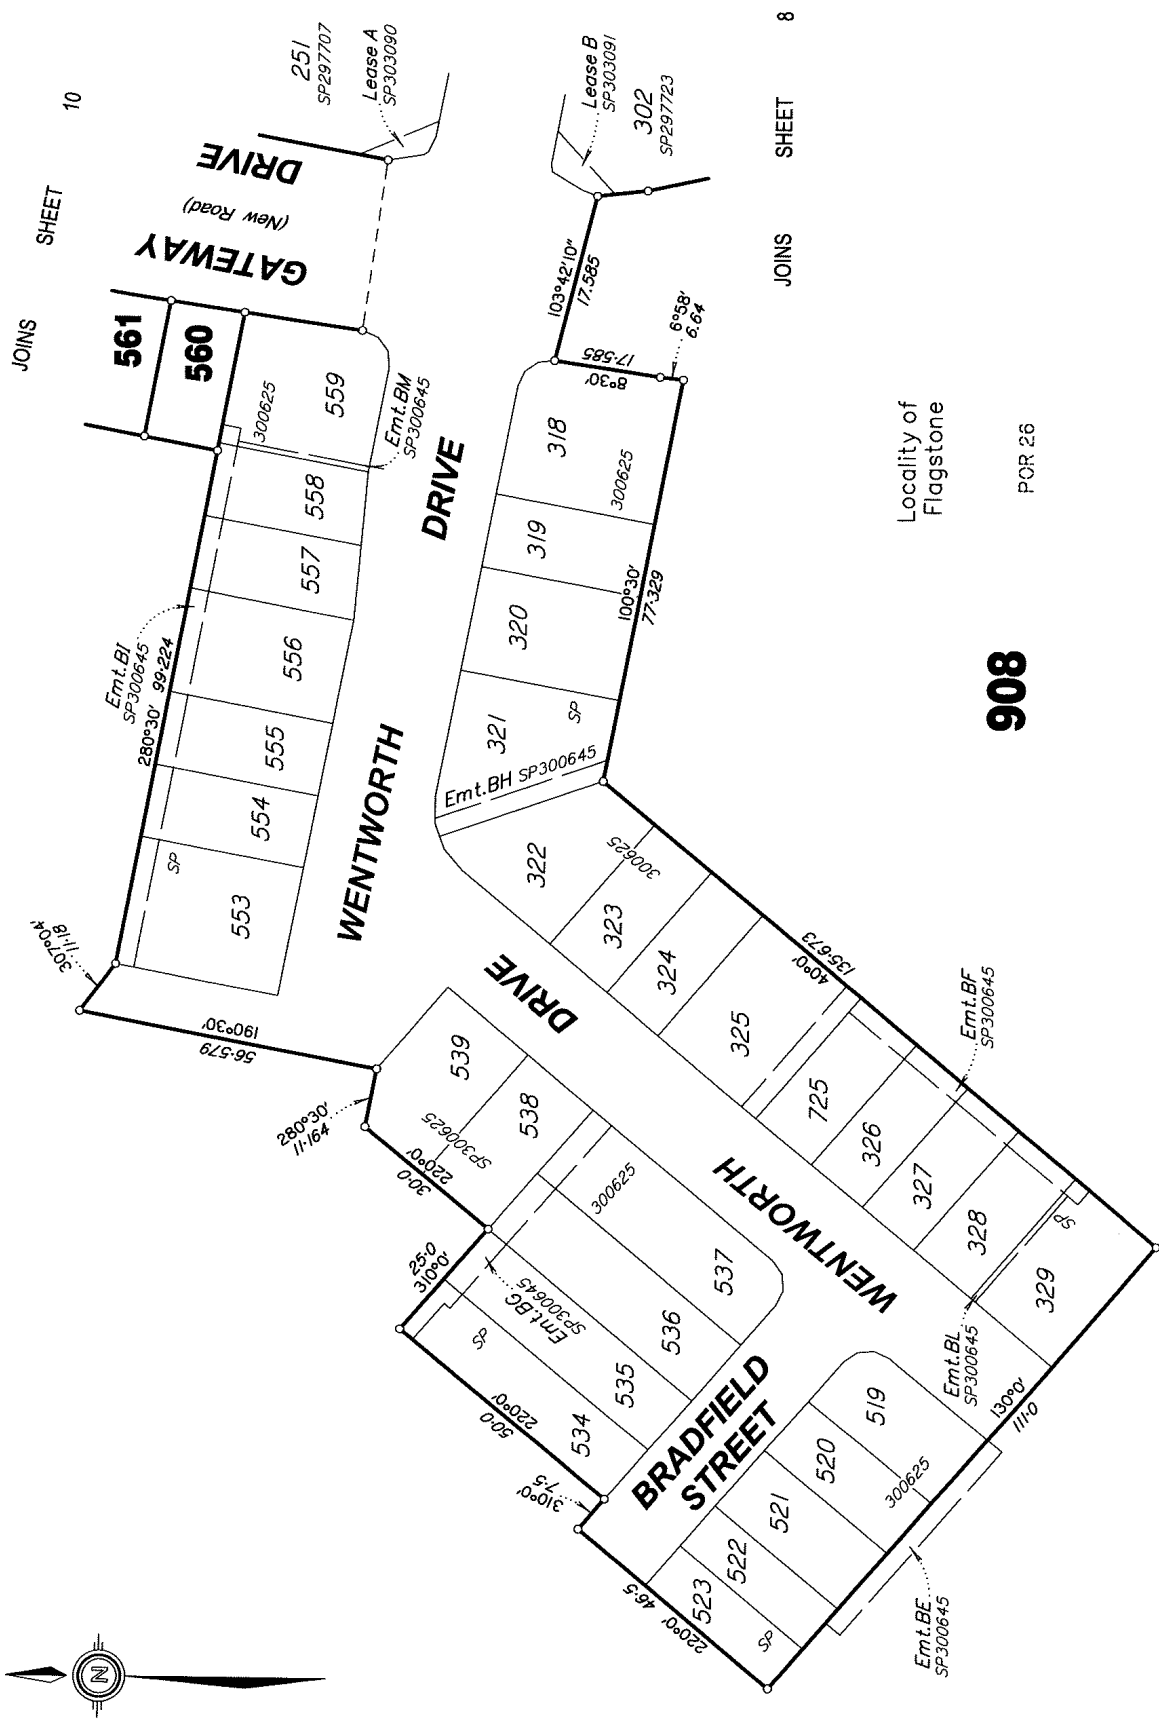 JOINS
SHEET
10
251
SP297707
Lease A
SP303090
GATEWAY
DRIVE
(New Road)
561
560
559
300625
Emt.BM
SP300645
558
557
556
555
554
553
SP
Emt.BI
SP300645
280°30' 99·224
307°04'
11·18
190°30'
56·579
280°30'
11·164
WENTWORTH
DRIVE
Lease B
SP303091
302
SP297723
JOINS
SHEET
8
103°42'10"
17.585
8°30'
17·585
6°58'
6.64
318
319
320
321
300625
SP
100°30'
77·329
Emt.BH SP300645
322
323
324
325
725
326
327
328
329
300625
SP
40°0'
135·673
Emt.BF
SP300645
Emt.BL
SP300645
DRIVE
WENTWORTH
539
538
537
536
535
534
SP300625
300625
SP
220°0'
30·0
25·0
310°0'
Emt.BG
SP300645
220°0'
50·0
310°0'
7·5
BRADFIELD
STREET
519
520
521
522
523
300625
SP
220°0' 46·5
130°0'
111·0
Emt.BE
SP300645
Locality of
Flagstone
POR 26
908
N